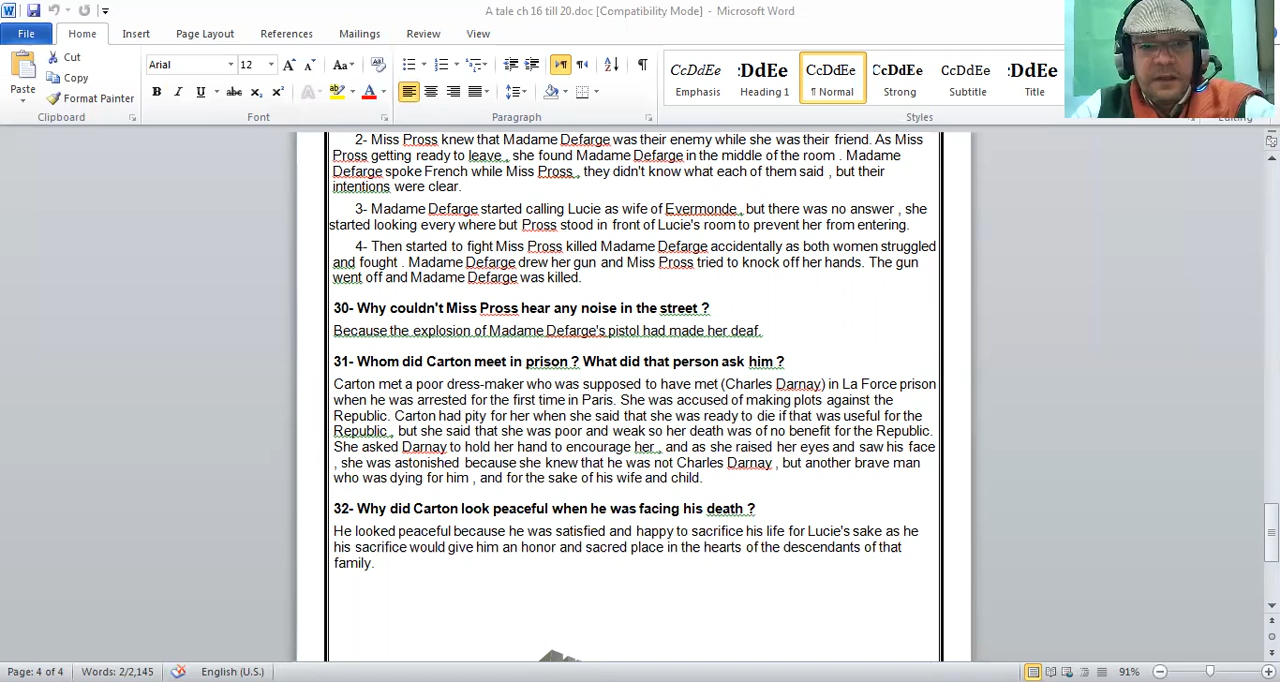 A tale ch 16 till 20.doc [Compatibility Mode] - Microsoft Word
File Home Insert Page Layout References Mailings Review View
Cut
Copy
Format Painter
Paste
Clipboard
Arial 12
Font
Paragraph
AaBbCcDdEe Emphasis
Heading 1
¶ Normal
Strong
Subtitle
Title
Styles
Editing
2- Miss Pross knew that Madame Defarge was their enemy while she was their friend. As Miss
Pross getting ready to leave , she found Madame Defarge in the middle of the room . Madame
Defarge spoke French while Miss Pross , they didn't know what each of them said , but their
intentions were clear.
3- Madame Defarge started calling Lucie as wife of Evermonde , but there was no answer , she
started looking every where but Pross stood in front of Lucie's room to prevent her from entering.
4- Then started to fight Miss Pross killed Madame Defarge accidentally as both women struggled
and fought . Madame Defarge drew her gun and Miss Pross tried to knock off her hands. The gun
went off and Madame Defarge was killed.
30- Why couldn't Miss Pross hear any noise in the street ?
Because the explosion of Madame Defarge's pistol had made her deaf.
31- Whom did Carton meet in prison ? What did that person ask him ?
Carton met a poor dress-maker who was supposed to have met (Charles Darnay) in La Force prison
when he was arrested for the first time in Paris. She was accused of making plots against the
Republic. Carton had pity for her when she said that she was ready to die if that was useful for the
Republic , but she said that she was poor and weak so her death was of no benefit for the Republic.
She asked Darnay to hold her hand to encourage her , and as she raised her eyes and saw his face
, she was astonished because she knew that he was not Charles Darnay , but another brave man
who was dying for him , and for the sake of his wife and child.
32- Why did Carton look peaceful when he was facing his death ?
He looked peaceful because he was satisfied and happy to sacrifice his life for Lucie's sake as he
his sacrifice would give him an honor and sacred place in the hearts of the descendants of that
family.
Page: 4 of 4 Words: 2/2,145 English (U.S.) 91%